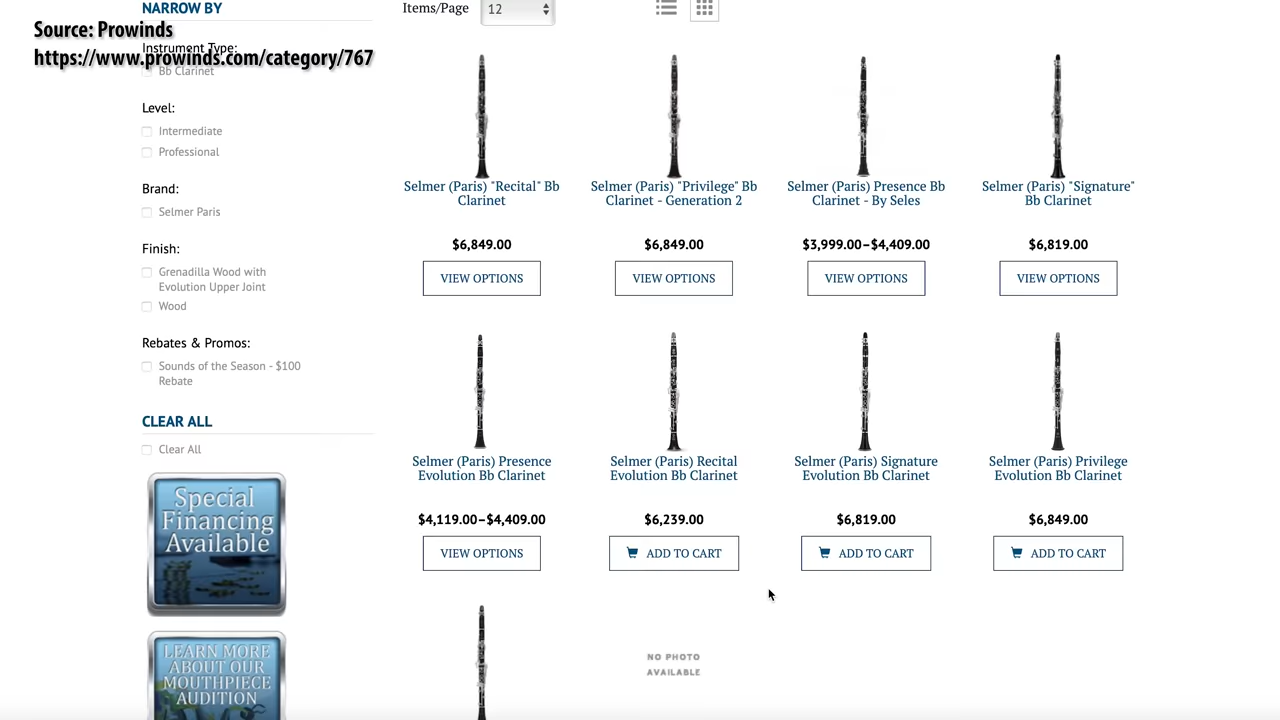 NARROW BY
Items/Page
12
Source: Prowinds
https://www.prowinds.com/category/767
Instrument Type:
Bb Clarinet
Level:
Intermediate
Professional
Brand:
Selmer Paris
Finish:
Grenadilla Wood with
Evolution Upper Joint
Wood
Rebates & Promos:
Sounds of the Season - $100
Rebate
CLEAR ALL
Clear All
Special
Financing
Available
LEARN MORE
ABOUT OUR
MOUTHPIECE
AUDITION
Selmer (Paris) "Recital" Bb
Clarinet
$6,849.00
VIEW OPTIONS
Selmer (Paris) "Privilege" Bb
Clarinet - Generation 2
$6,849.00
VIEW OPTIONS
Selmer (Paris) Presence Bb
Clarinet - By Seles
$3,999.00–$4,409.00
VIEW OPTIONS
Selmer (Paris) "Signature"
Bb Clarinet
$6,819.00
VIEW OPTIONS
Selmer (Paris) Presence
Evolution Bb Clarinet
$4,119.00–$4,409.00
VIEW OPTIONS
Selmer (Paris) Recital
Evolution Bb Clarinet
$6,239.00
ADD TO CART
Selmer (Paris) Signature
Evolution Bb Clarinet
$6,819.00
ADD TO CART
Selmer (Paris) Privilege
Evolution Bb Clarinet
$6,849.00
ADD TO CART
NO PHOTO
AVAILABLE